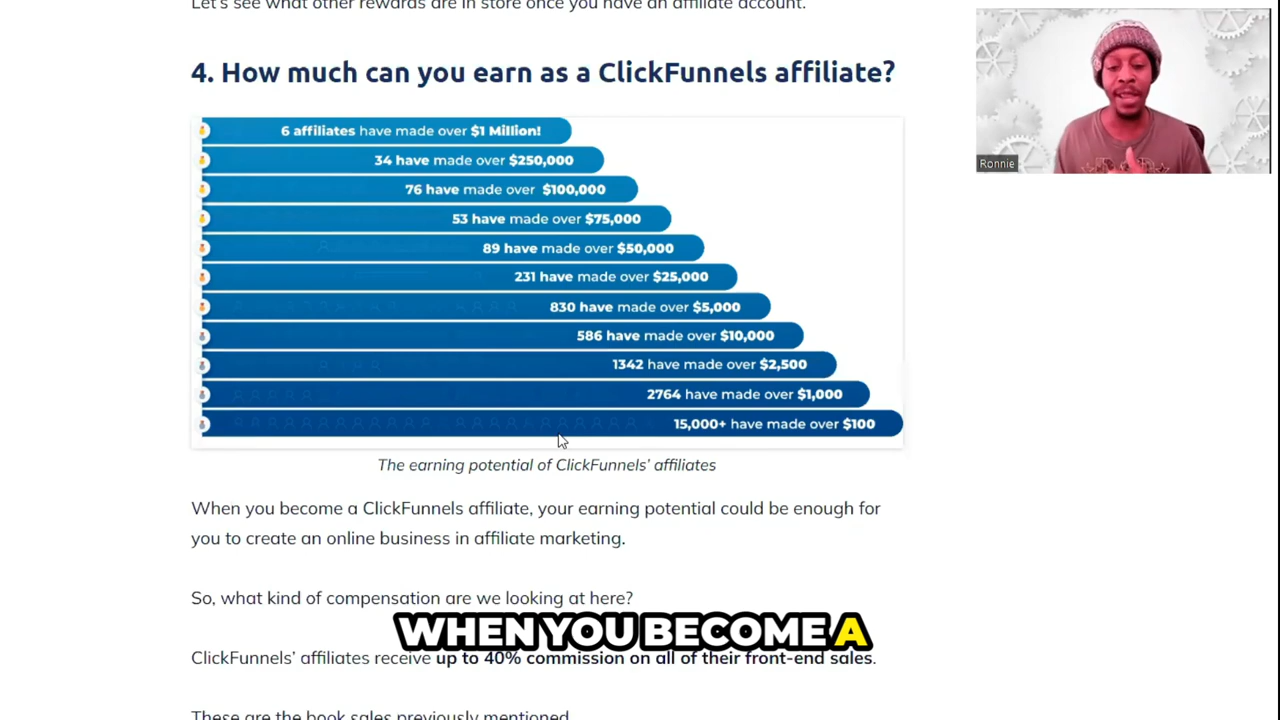 Let's see what other rewards are in store once you have an affiliate account.
4. How much can you earn as a ClickFunnels affiliate?
Ronnie
6 affiliates have made over $1 Million!
34 have made over $250,000
76 have made over $100,000
53 have made over $75,000
89 have made over $50,000
231 have made over $25,000
830 have made over $5,000
586 have made over $10,000
1342 have made over $2,500
2764 have made over $1,000
15,000+ have made over $100
The earning potential of ClickFunnels' affiliates
When you become a ClickFunnels affiliate, your earning potential could be enough for
you to create an online business in affiliate marketing.
So, what kind of compensation are we looking at here?
WHEN YOU BECOME A
ClickFunnels' affiliates receive up to 40% commission on all of their front-end sales.
These are the book sales previously mentioned.